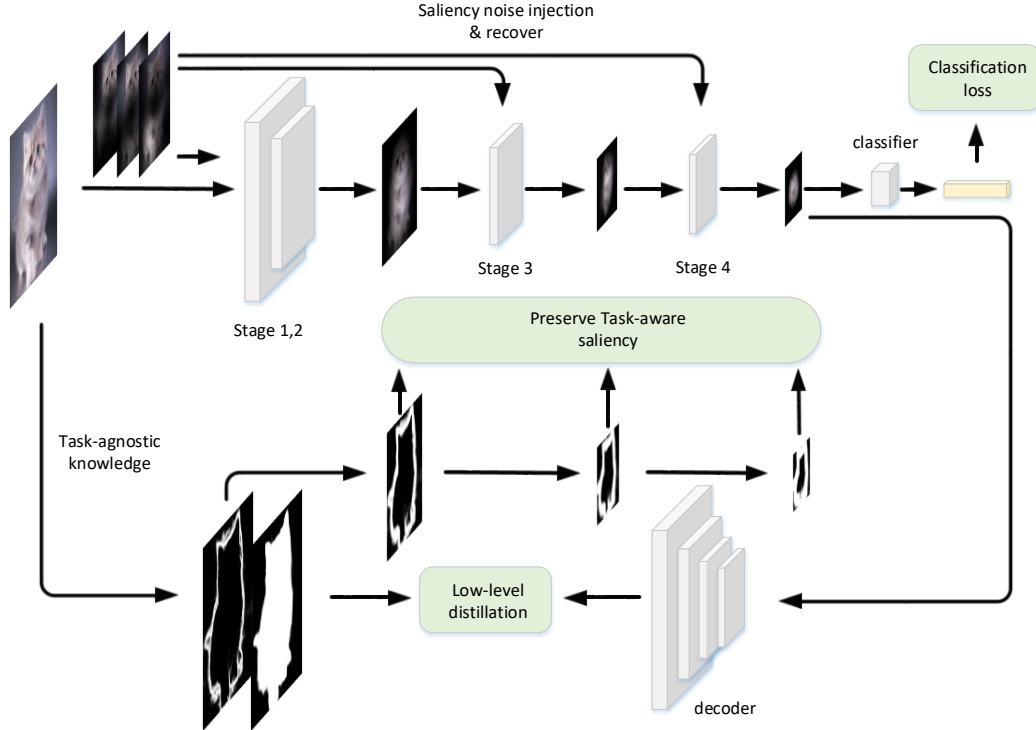 Saliency noise injection
& recover
Classification
loss
classifier
Stage 3
Stage 4
Stage 1,2
Preserve Task-aware
saliency
Task-agnostic
knowledge
Low-level
distillation
decoder